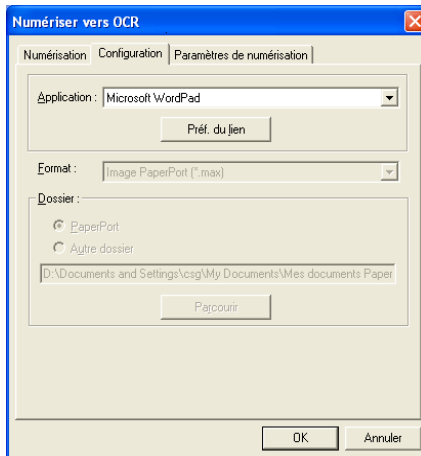 Numériser vers OCR
Numérisation Configuration Paramètres de numérisation
Application : Microsoft WordPad
Préf. du lien
Format : Image PaperPort (*.max)
Dossier :
PaperPort
Autre dossier
D:\Documents and Settings\csg\My Documents\Mes documents Paper
Parcourir
OK Annuler